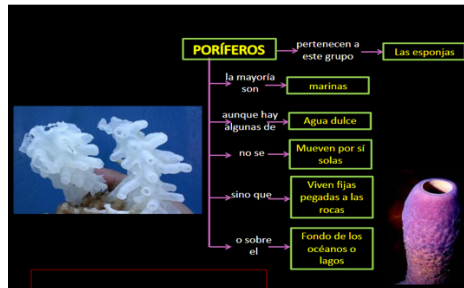 PORÍFEROS
pertenecen a
este grupo
Las esponjas
la mayoría
son
marinas
aunque hay
algunas de
Agua dulce
no se
Mueven por sí
solas
sino que
Viven fijas
pegadas a las
rocas
o sobre
el
Fondo de los
océanos o
lagos